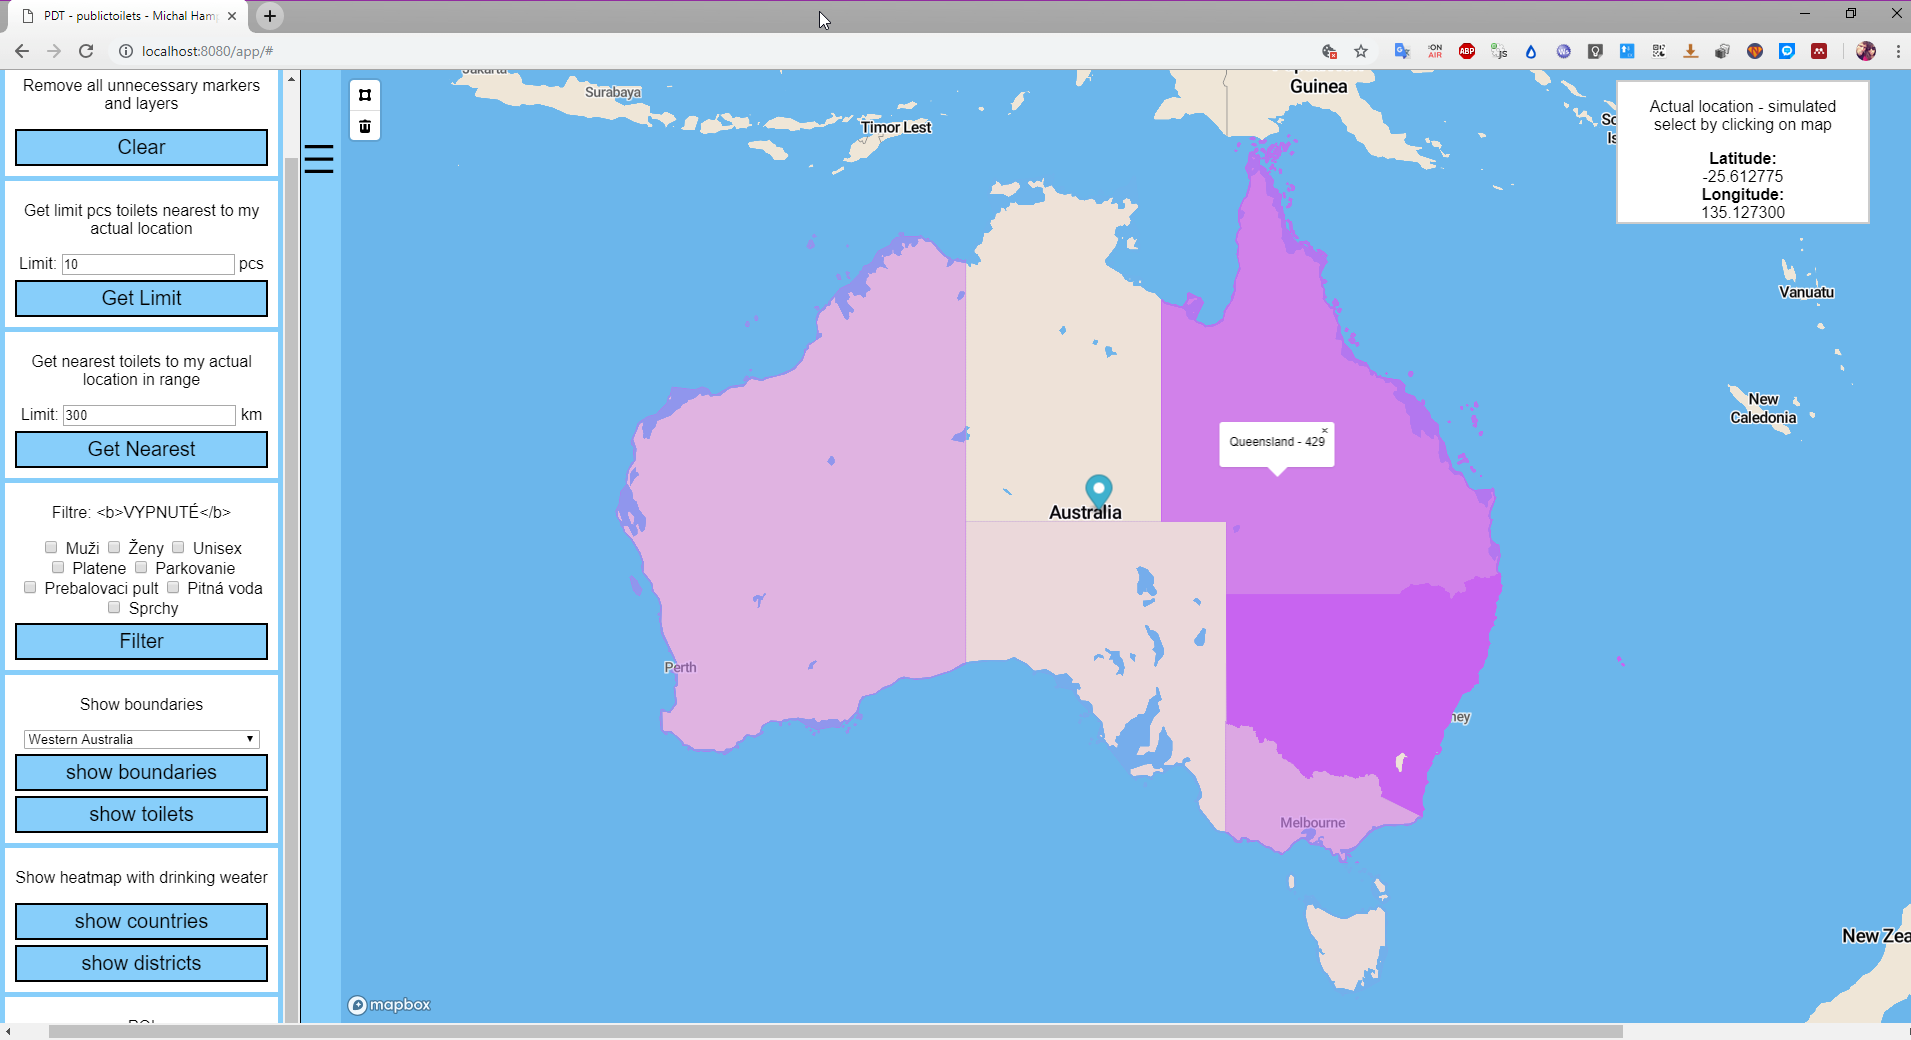 PDT - publictoilets - Michal Ham
localhost:8080/app/#
Remove all unnecessary markers
and layers
Clear
Get limit pcs toilets nearest to my
actual location
Limit: 10 pcs
Get Limit
Get nearest toilets to my actual
location in range
Limit: 300 km
Get Nearest
Filtre: <b>VYPNUTÉ</b>
Muži Ženy Unisex
Platene Parkovanie
Prebalovaci pult Pitná voda
Sprchy
Filter
Show boundaries
Western Australia
show boundaries
show toilets
Show heatmap with drinking weater
show countries
show districts
Jakarta
Surabaya
Timor Lest
Guinea
Actual location - simulated
select by clicking on map
Latitude:
-25.612775
Longitude:
135.127300
Vanuatu
New
Caledonia
Queensland - 429
Australia
Perth
ney
Melbourne
New Zea
mapbox
ON
AIR
ABP
JS
Ws